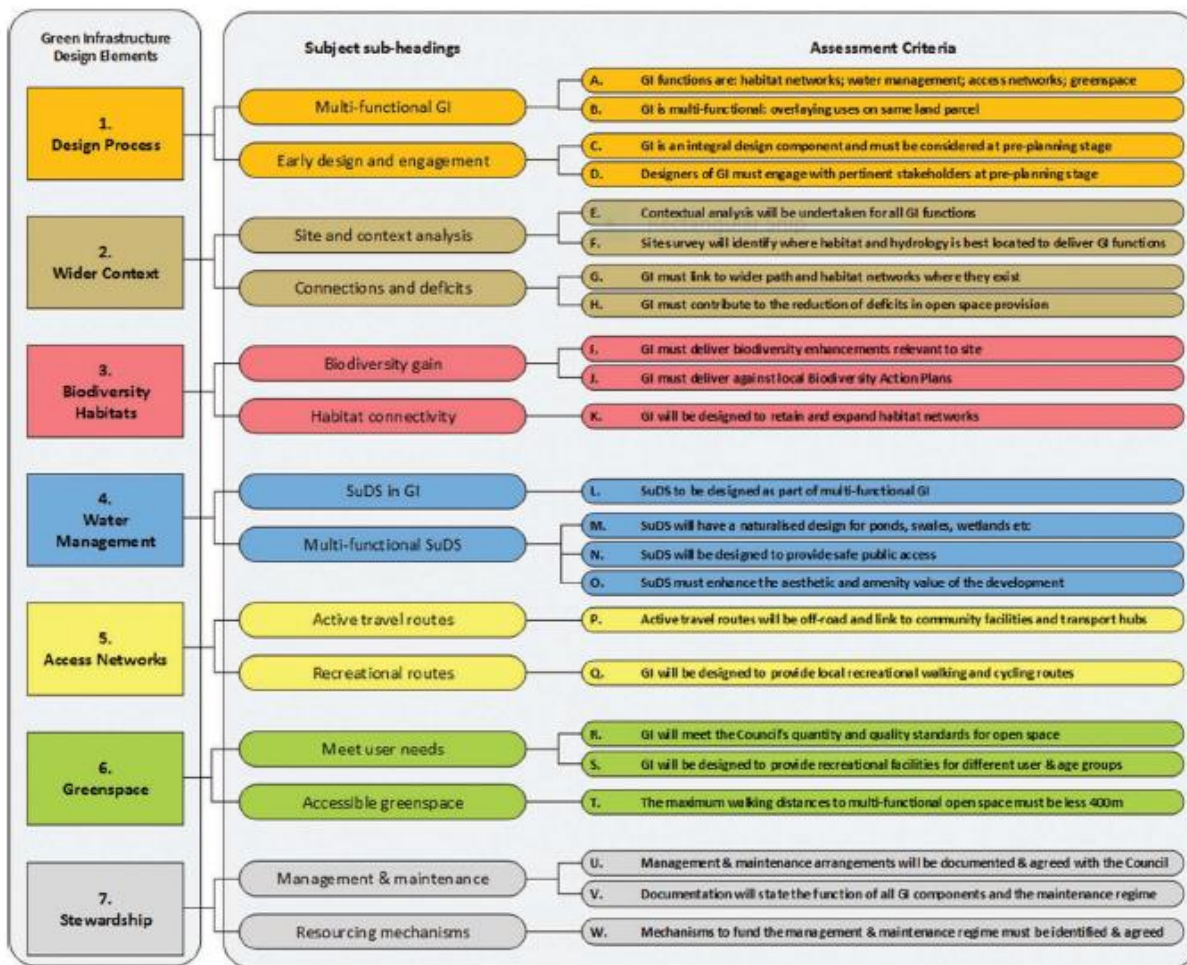 Green Infrastructure
Design Elements
Subject sub-headings
Assessment Criteria
1.
Design Process
Multi-functional GI
A. GI functions are: habitat networks; water management; access networks; greenspace
B. GI is multi-functional: overlaying uses on same land parcel
Early design and engagement
C. GI is an integral design component and must be considered at pre-planning stage
D. Designers of GI must engage with pertinent stakeholders at pre-planning stage
2.
Wider Context
Site and context analysis
E. Contextual analysis will be undertaken for all GI functions
F. Site survey will identify where habitat and hydrology is best located to deliver GI functions
Connections and deficits
G. GI must link to wider path and habitat networks where they exist
H. GI must contribute to the reduction of deficits in open space provision
3.
Biodiversity
Habitats
Biodiversity gain
I. GI must deliver biodiversity enhancements relevant to site
J. GI must deliver against local Biodiversity Action Plans
Habitat connectivity
K. GI will be designed to retain and expand habitat networks
4.
Water
Management
SuDS in GI
L. SuDS to be designed as part of multi-functional GI
Multi-functional SuDS
M. SuDS will have a naturalised design for ponds, swales, wetlands etc
N. SuDS will be designed to provide safe public access
O. SuDS must enhance the aesthetic and amenity value of the development
5.
Access Networks
Active travel routes
P. Active travel routes will be off-road and link to community facilities and transport hubs
Recreational routes
Q. GI will be designed to provide local recreational walking and cycling routes
6.
Greenspace
Meet user needs
R. GI will meet the Council's quantity and quality standards for open space
S. GI will be designed to provide recreational facilities for different user & age groups
Accessible greenspace
T. The maximum walking distances to multi-functional open space must be less 400m
7.
Stewardship
Management & maintenance
U. Management & maintenance arrangements will be documented & agreed with the Council
V. Documentation will state the function of all GI components and the maintenance regime
Resourcing mechanisms
W. Mechanisms to fund the management & maintenance regime must be identified & agreed